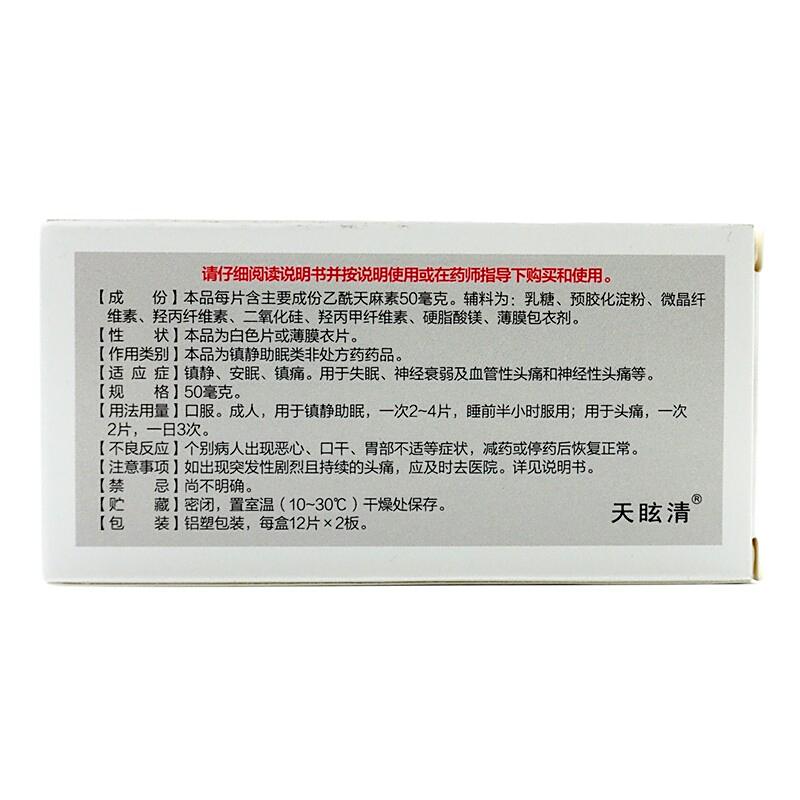 请仔细阅读说明书并按说明使用或在药师指导下购买和使用。
【成 份】本品每片含主要成份乙酰天麻素50毫克。辅料为：乳糖、预胶化淀粉、微晶纤
维素、羟丙纤维素、二氧化硅、羟丙甲纤维素、硬脂酸镁、薄膜包衣剂。
【性 状】本品为白色片或薄膜衣片。
【作用类别】本品为镇静助眠类非处方药药品。
【适 应 症】镇静、安眠、镇痛。用于失眠、神经衰弱及血管性头痛和神经性头痛等。
【规 格】50毫克。
【用法用量】口服。成人，用于镇静助眠，一次2~4片，睡前半小时服用；用于头痛，一次
2片，一日3次。
【不良反应】个别病人出现恶心、口干、胃部不适等症状，减药或停药后恢复正常。
【注意事项】如出现突发性剧烈且持续的头痛，应及时去医院。详见说明书。
【禁 忌】尚不明确。
【贮 藏】密闭，置室温（10~30℃）干燥处保存。
【包 装】铝塑包装，每盒12片×2板。
天眩清®